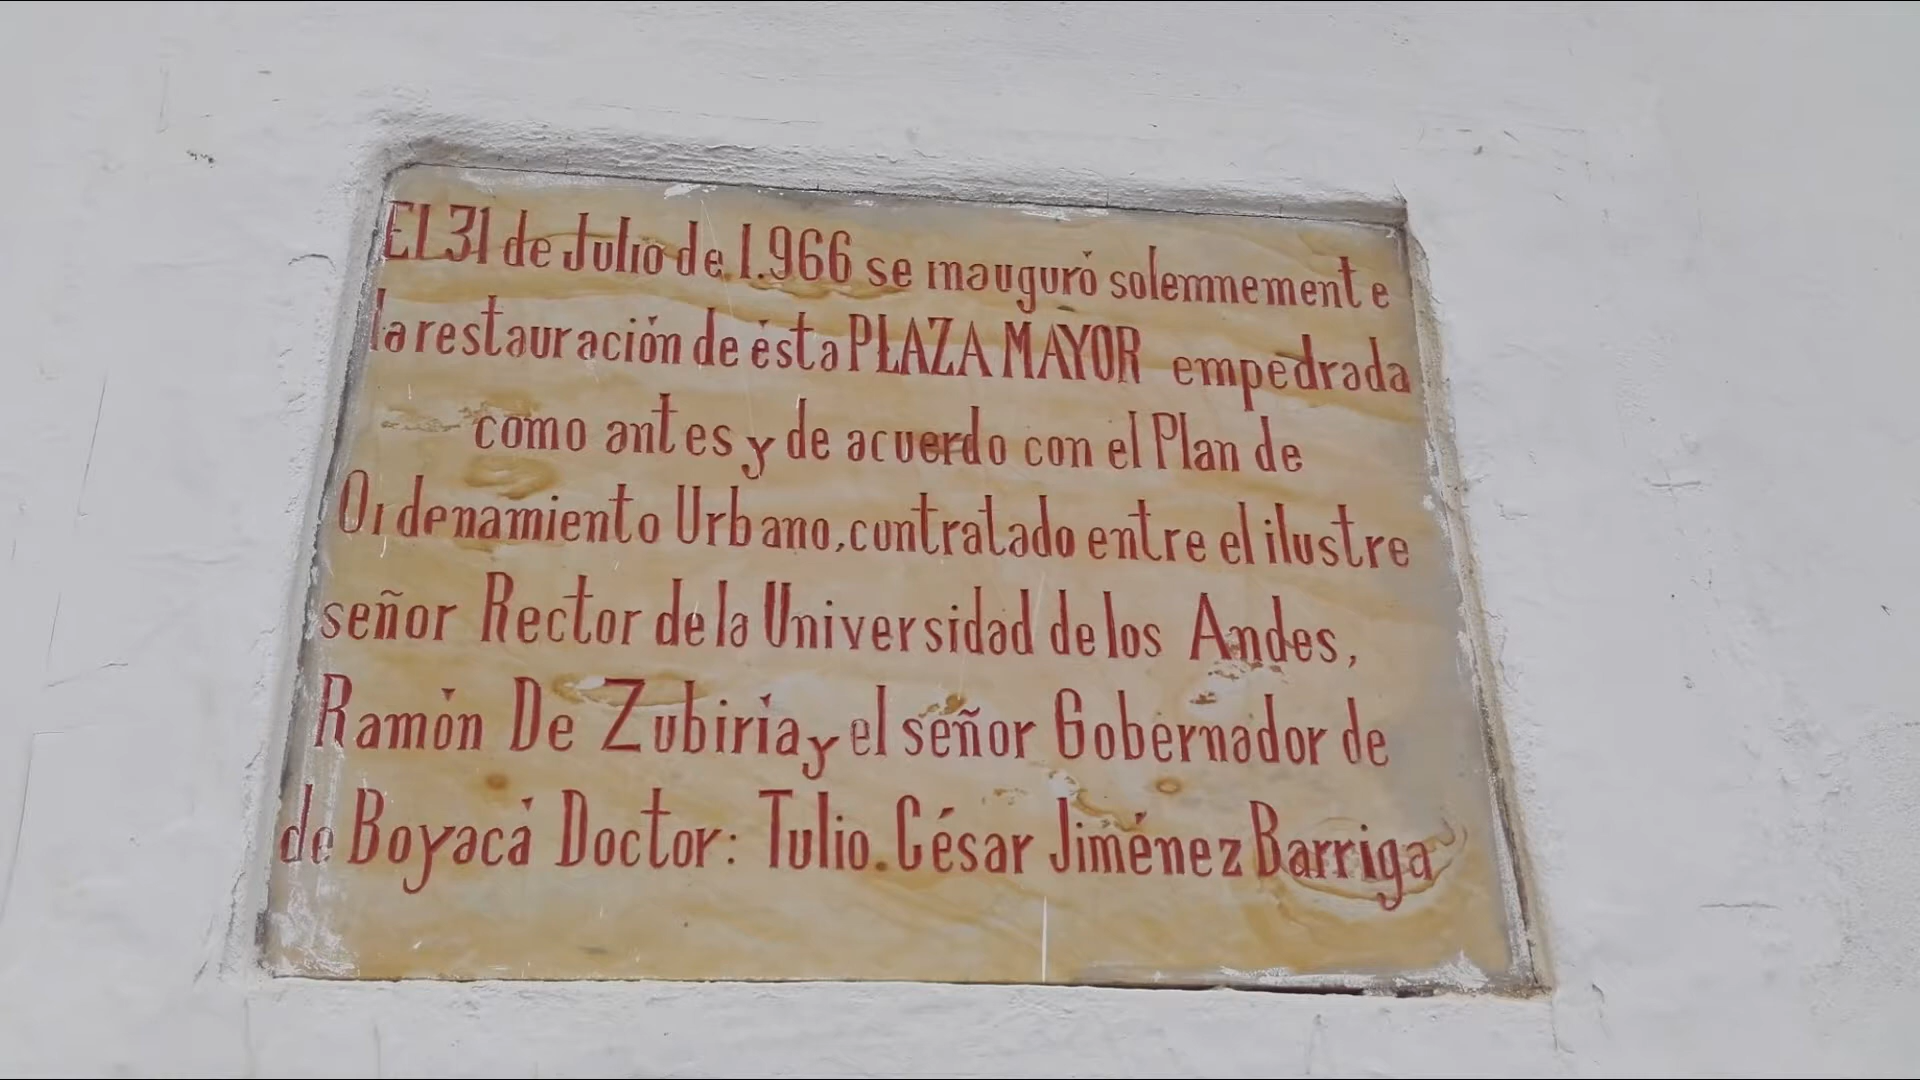 El 31 de Julio de 1.966 se inauguró solemnemente
la restauración de ésta PLAZA MAYOR empedrada
como antes y de acuerdo con el Plan de
Ordenamiento Urbano, contratado entre el ilustre
señor Rector de la Universidad de los Andes,
Ramón De Zubiría y el señor Gobernador de
de Boyacá Doctor: Tulio. César Jiménez Barriga